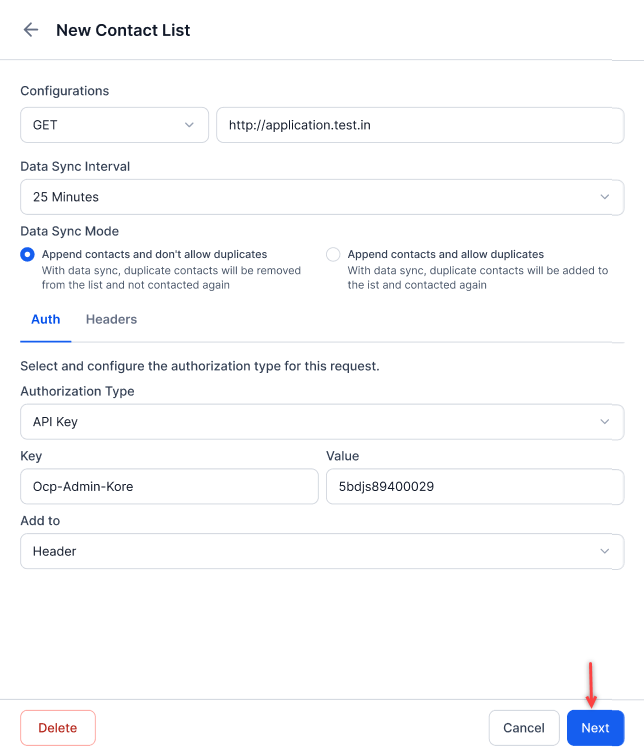 New Contact List
Configurations
GET
http://application.test.in
Data Sync Interval
25 Minutes
Data Sync Mode
Append contacts and don't allow duplicates
With data sync, duplicate contacts will be removed
from the list and not contacted again
Append contacts and allow duplicates
With data sync, duplicate contacts will be added to
the ist and contacted again
Auth Headers
Select and configure the authorization type for this request.
Authorization Type
API Key
Key
Ocp-Admin-Kore
Value
5bdjs89400029
Add to
Header
Delete Cancel Next